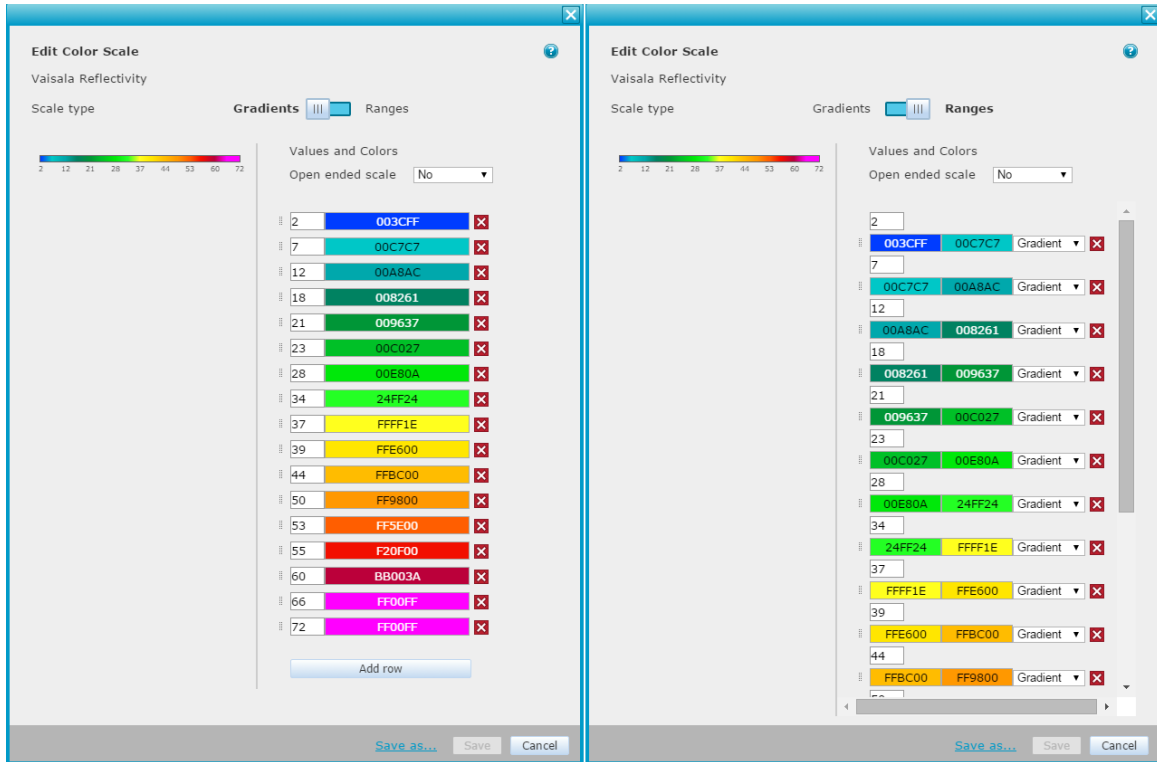 Edit Color Scale
Vaisala Reflectivity
Scale type Gradients Ranges
Values and Colors
Open ended scale No
2 12 21 28 37 44 53 60 72
2 003CFF
7 00C7C7
12 00A8AC
18 008261
21 009637
23 00C027
28 00E80A
34 24FF24
37 FFFF1E
39 FFE600
44 FFBC00
50 FF9800
53 FF5E00
55 F20F00
60 BB003A
66 FF00FF
72 FF00FF
Add row
Save as... Save Cancel
Edit Color Scale
Vaisala Reflectivity
Scale type Gradients Ranges
Values and Colors
Open ended scale No
2 12 21 28 37 44 53 60 72
2
003CFF 00C7C7 Gradient
7
00C7C7 00A8AC Gradient
12
00A8AC 008261 Gradient
18
008261 009637 Gradient
21
009637 00C027 Gradient
23
00C027 00E80A Gradient
28
00E80A 24FF24 Gradient
34
24FF24 FFFF1E Gradient
37
FFFF1E FFE600 Gradient
39
FFE600 FFBC00 Gradient
44
FFBC00 FF9800 Gradient
Save as... Save Cancel